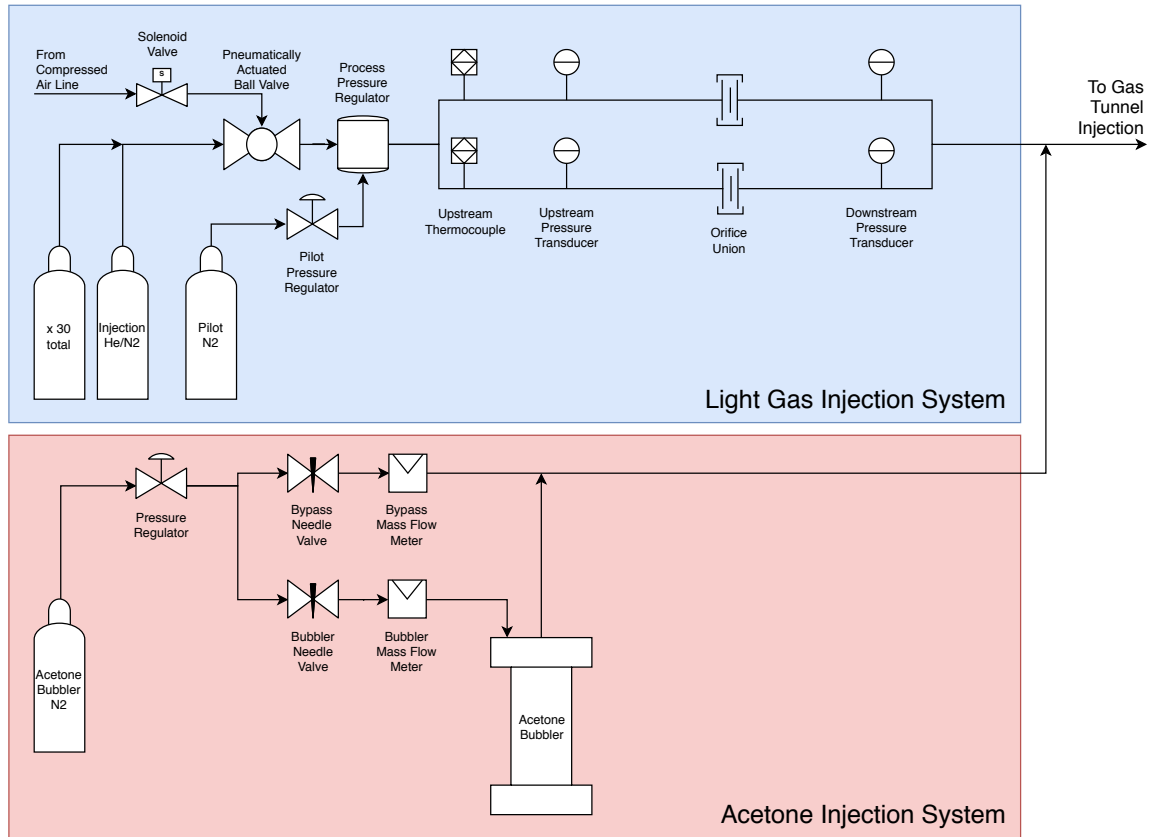 From
Compressed
Air Line
Solenoid
Valve
S
Pneumatically
Actuated
Ball Valve
Process
Pressure
Regulator
To Gas
Tunnel
Injection
Upstream
Thermocouple
Upstream
Pressure
Transducer
Orifice
Union
Downstream
Pressure
Transducer
Pilot
Pressure
Regulator
x 30
total
Injection
He/N2
Pilot
N2
Light Gas Injection System
Pressure
Regulator
Bypass
Needle
Valve
Bypass
Mass Flow
Meter
Bubbler
Needle
Valve
Bubbler
Mass Flow
Meter
Acetone
Bubbler
N2
Acetone
Bubbler
Acetone Injection System